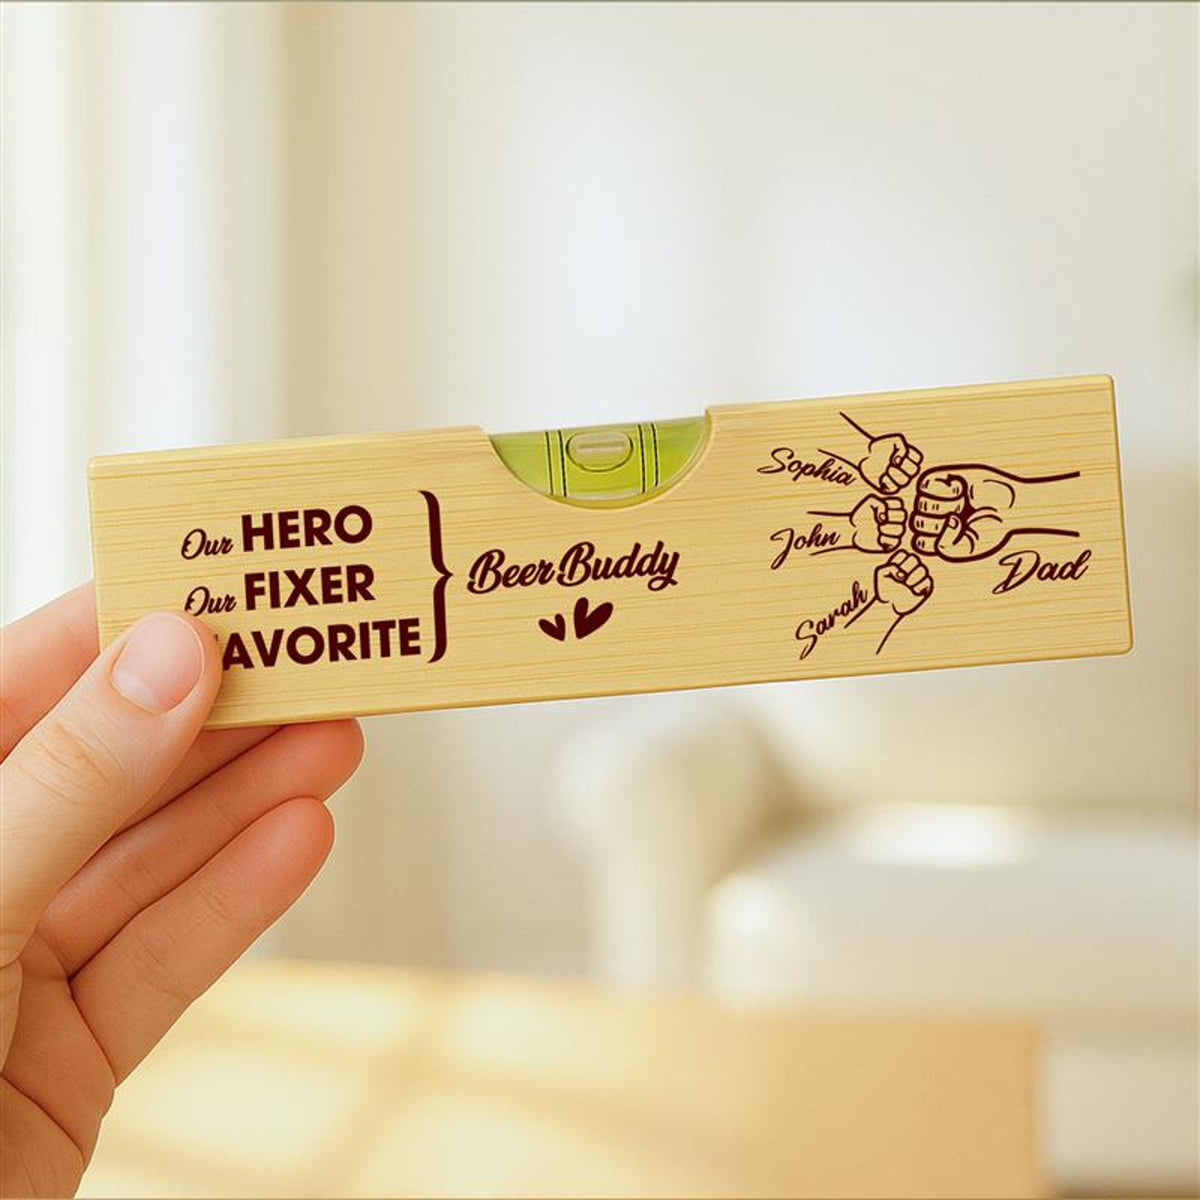 Our HERO
Our FIXER
AVORITE
Beer Buddy
Sophia
John
Sarah
Dad